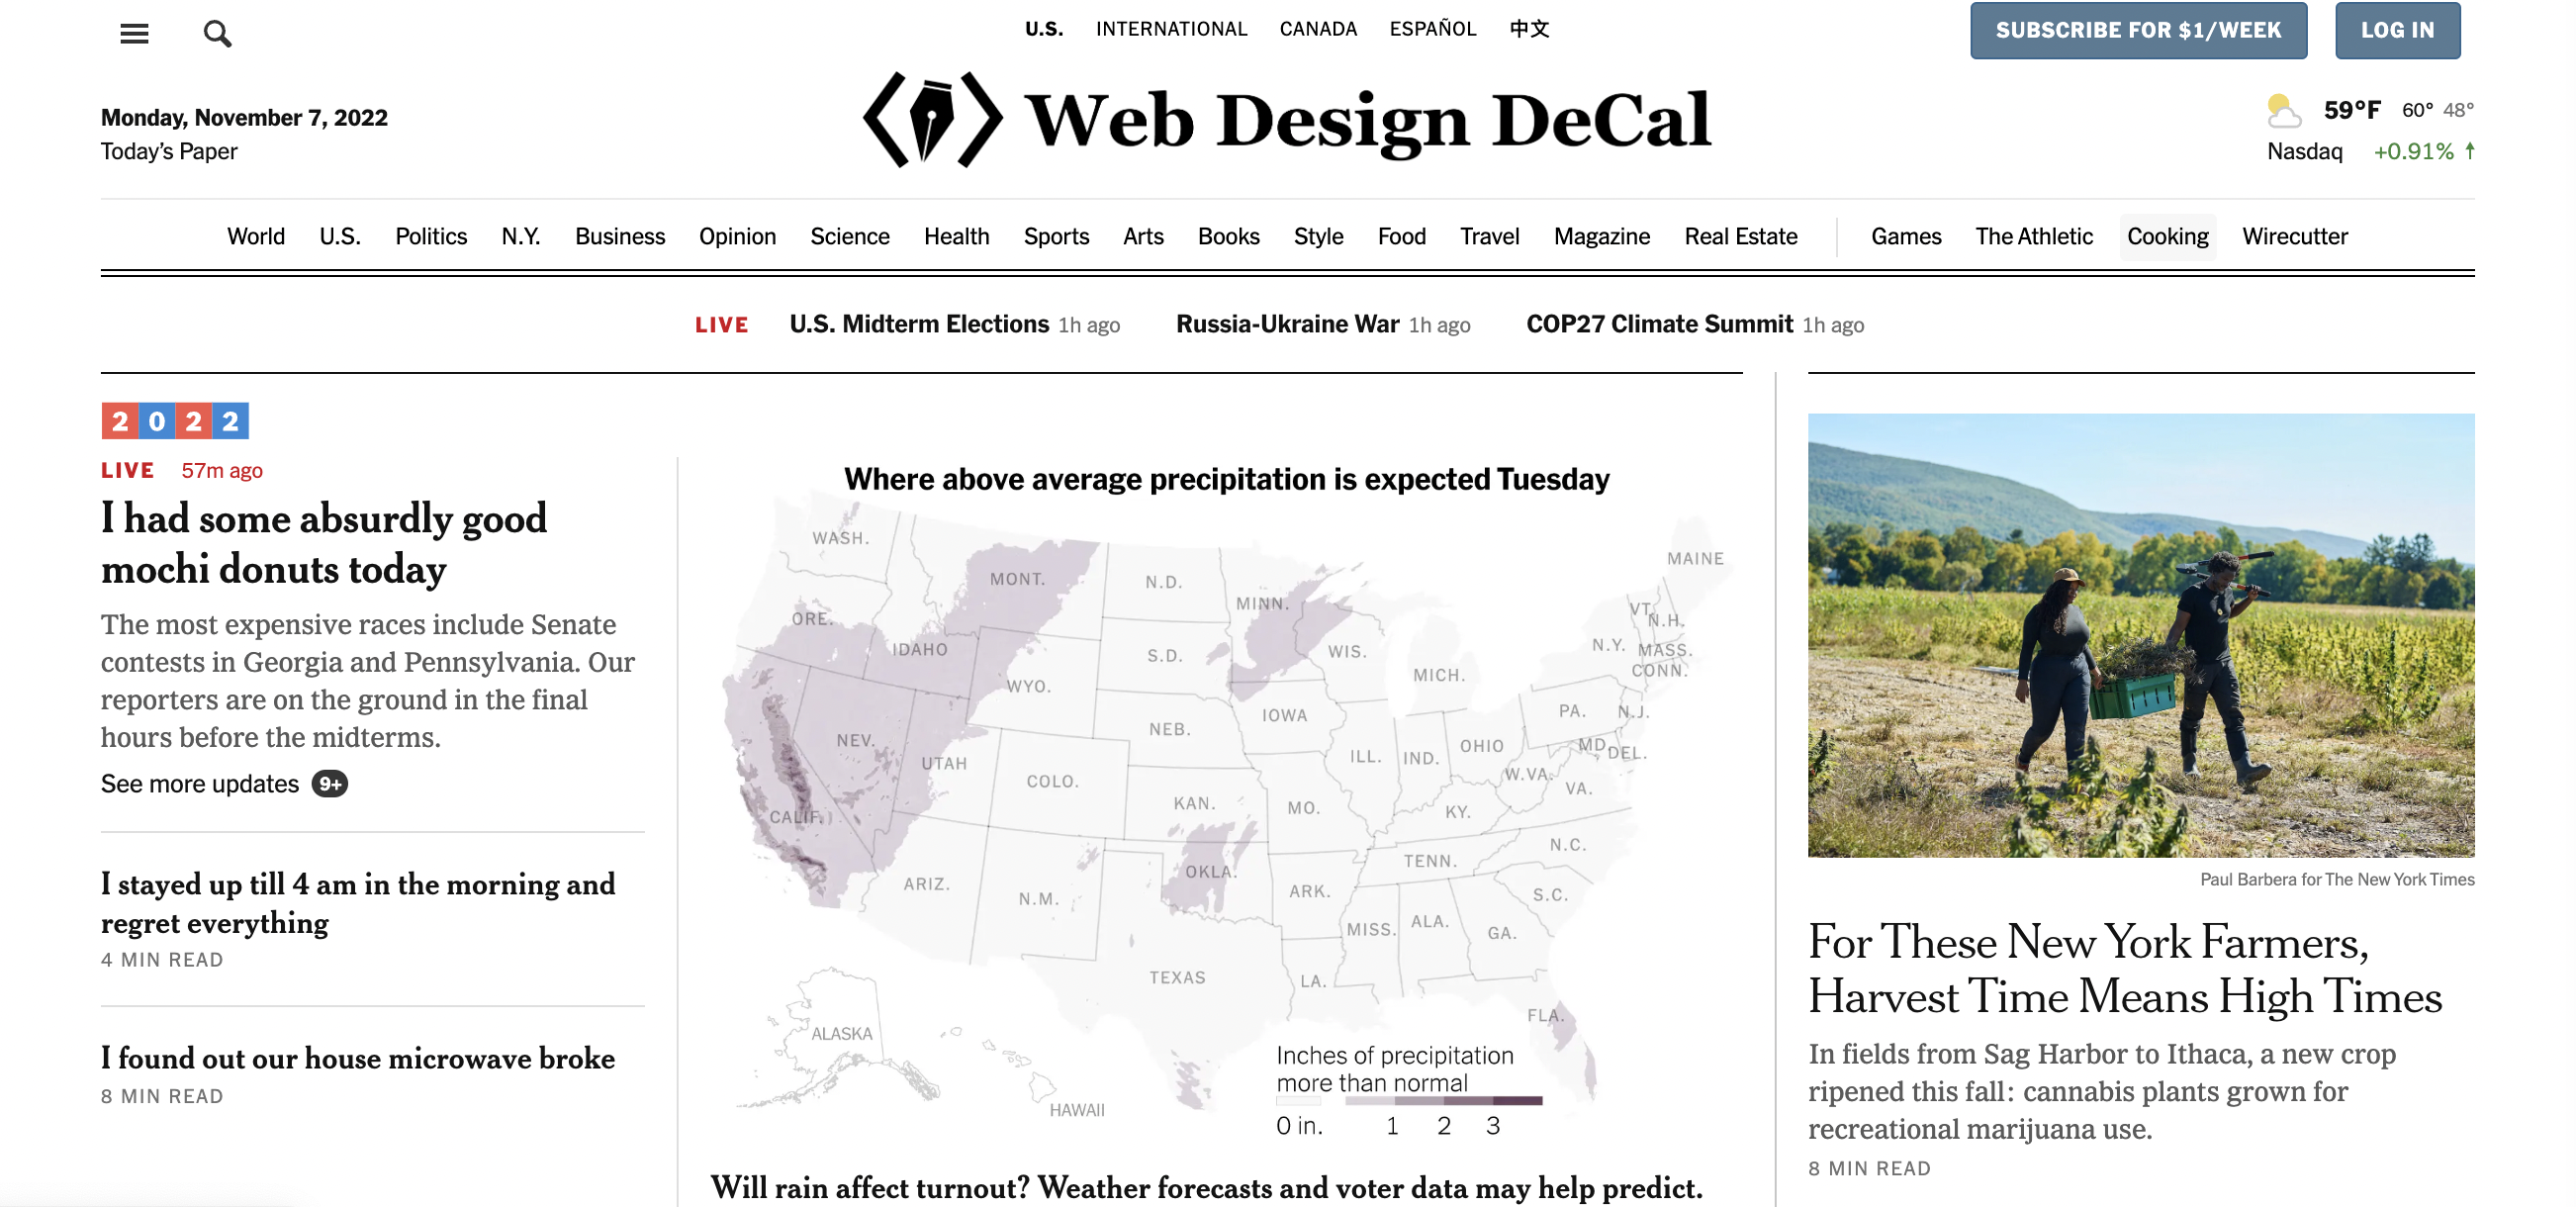 U.S. INTERNATIONAL CANADA ESPAÑOL 中文
SUBSCRIBE FOR $1/WEEK LOG IN
Monday, November 7, 2022
Today's Paper
Web Design DeCal
59°F 60° 48°
Nasdaq +0.91% ↑
World U.S. Politics N.Y. Business Opinion Science Health Sports Arts Books Style Food Travel Magazine Real Estate Games The Athletic Cooking Wirecutter
LIVE U.S. Midterm Elections 1h ago Russia-Ukraine War 1h ago COP27 Climate Summit 1h ago
2022
LIVE 57m ago
I had some absurdly good
mochi donuts today
The most expensive races include Senate
contests in Georgia and Pennsylvania. Our
reporters are on the ground in the final
hours before the midterms.
See more updates 9+
I stayed up till 4 am in the morning and
regret everything
4 MIN READ
I found out our house microwave broke
8 MIN READ
Where above average precipitation is expected Tuesday
WASH.
MAINE
MONT.
N.D.
MINN.
VT.
N.H.
ORE.
IDAHO
S.D.
WIS.
N.Y.
MASS.
CONN.
MICH.
WYO.
IOWA
PA.
N.J.
NEB.
NEV.
UTAH
ILL.
IND.
OHIO
MD.
DEL.
COLO.
W.VA.
VA.
KAN.
MO.
KY.
CALIF.
N.C.
TENN.
ARIZ.
OKLA.
N.M.
ARK.
S.C.
MISS.
ALA.
GA.
TEXAS
LA.
FLA.
ALASKA
HAWAII
Inches of precipitation
more than normal
0 in. 1 2 3
Will rain affect turnout? Weather forecasts and voter data may help predict.
Paul Barbera for The New York Times
For These New York Farmers,
Harvest Time Means High Times
In fields from Sag Harbor to Ithaca, a new crop
ripened this fall: cannabis plants grown for
recreational marijuana use.
8 MIN READ